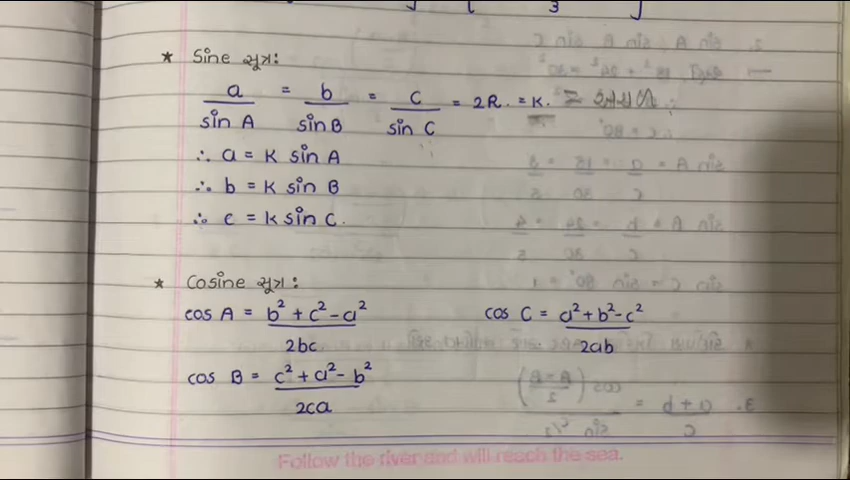 * Sine સૂત્ર:
a/sin A = b/sin B = c/sin C = 2R. = K. = અચળ
∴ a = K sin A
∴ b = K sin B
∴ c = K sin C.
* Cosine સૂત્ર:
cos A = b² + c² - a² / 2bc
cos C = a² + b² - c² / 2ab
cos B = c² + a² - b² / 2ca
Follow the river and will reach the sea.